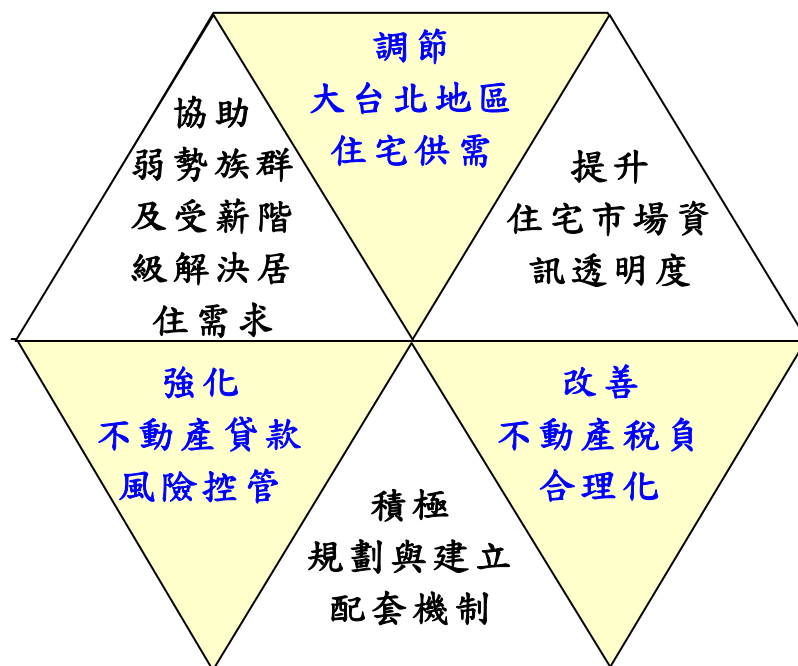 協助
弱勢族群
及受薪階
級解決居
住需求
調節
大台北地區
住宅供需
提升
住宅市場資
訊透明度
強化
不動產貸款
風險控管
積極
規劃與建立
配套機制
改善
不動產稅負
合理化